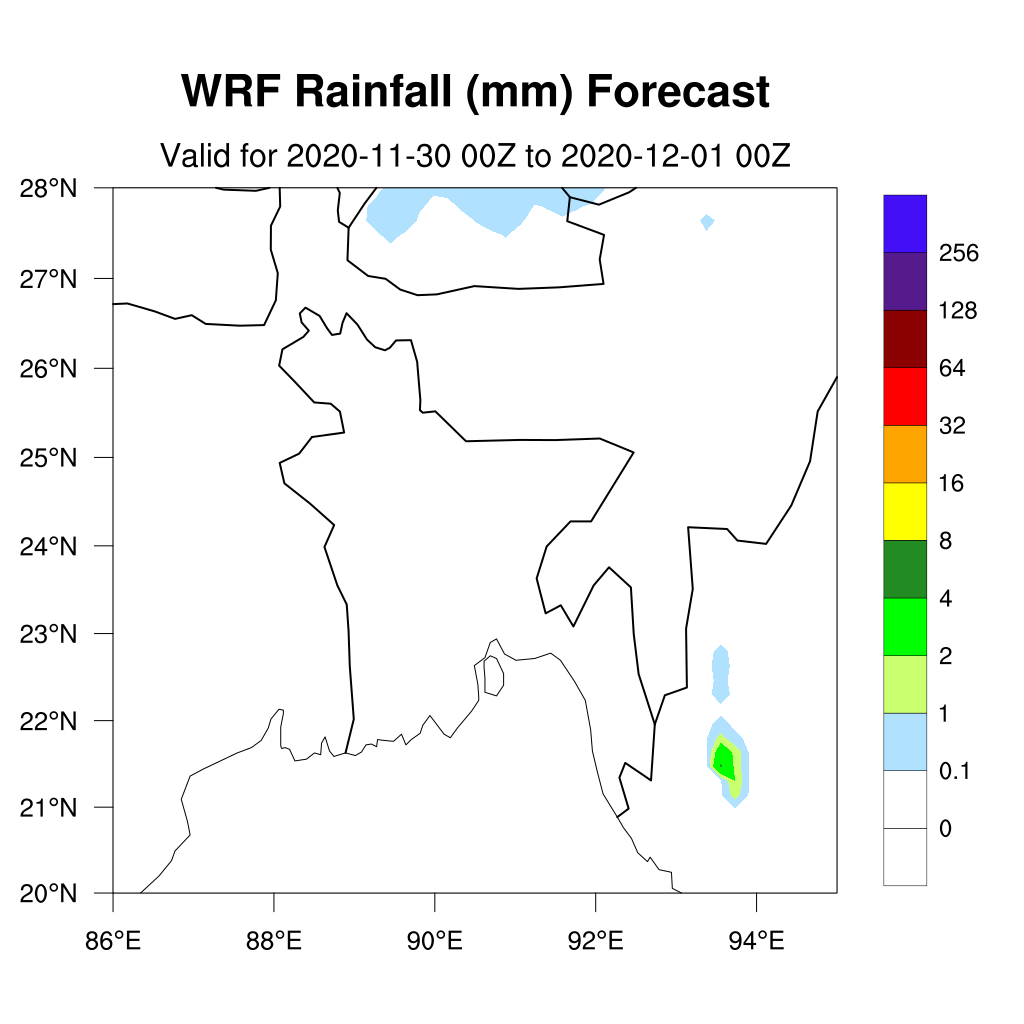 WRF Rainfall (mm) Forecast
Valid for 2020-11-30 00Z to 2020-12-01 00Z
28°N
27°N
26°N
25°N
24°N
23°N
22°N
21°N
20°N
86°E 88°E 90°E 92°E 94°E
256
128
64
32
16
8
4
2
1
0.1
0